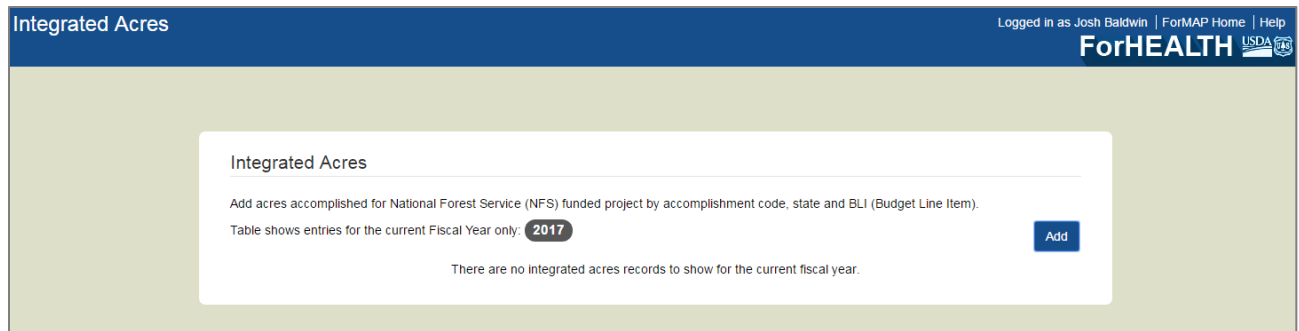 Integrated Acres
Logged in as Josh Baldwin | ForMAP Home | Help
ForHEALTH USDA UAS
Integrated Acres
Add acres accomplished for National Forest Service (NFS) funded project by accomplishment code, state and BLI (Budget Line Item).
Table shows entries for the current Fiscal Year only: 2017
Add
There are no integrated acres records to show for the current fiscal year.